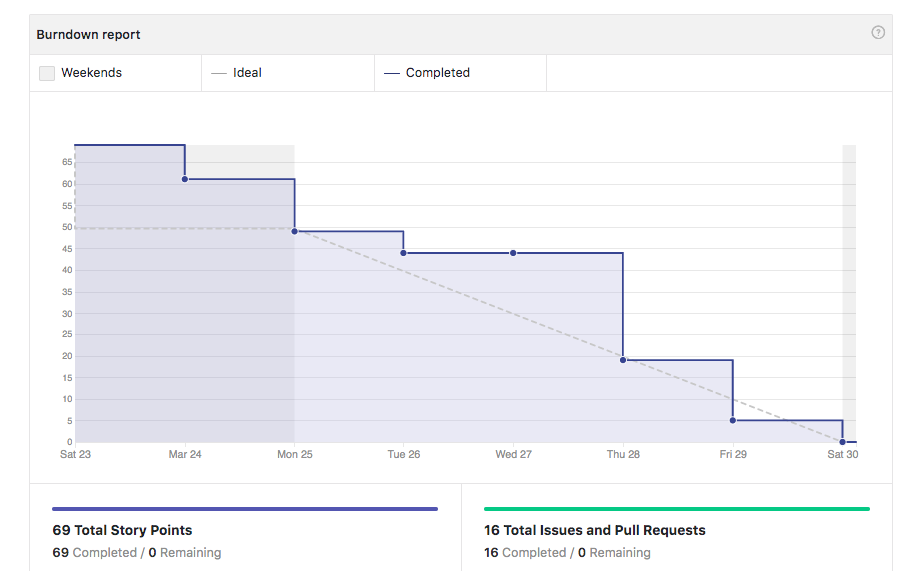 Burndown report ?
Weekends Ideal Completed
65
60
55
50
45
40
35
30
25
20
15
10
5
0
Sat 23 Mar 24 Mon 25 Tue 26 Wed 27 Thu 28 Fri 29 Sat 30
69 Total Story Points
69 Completed / 0 Remaining
16 Total Issues and Pull Requests
16 Completed / 0 Remaining